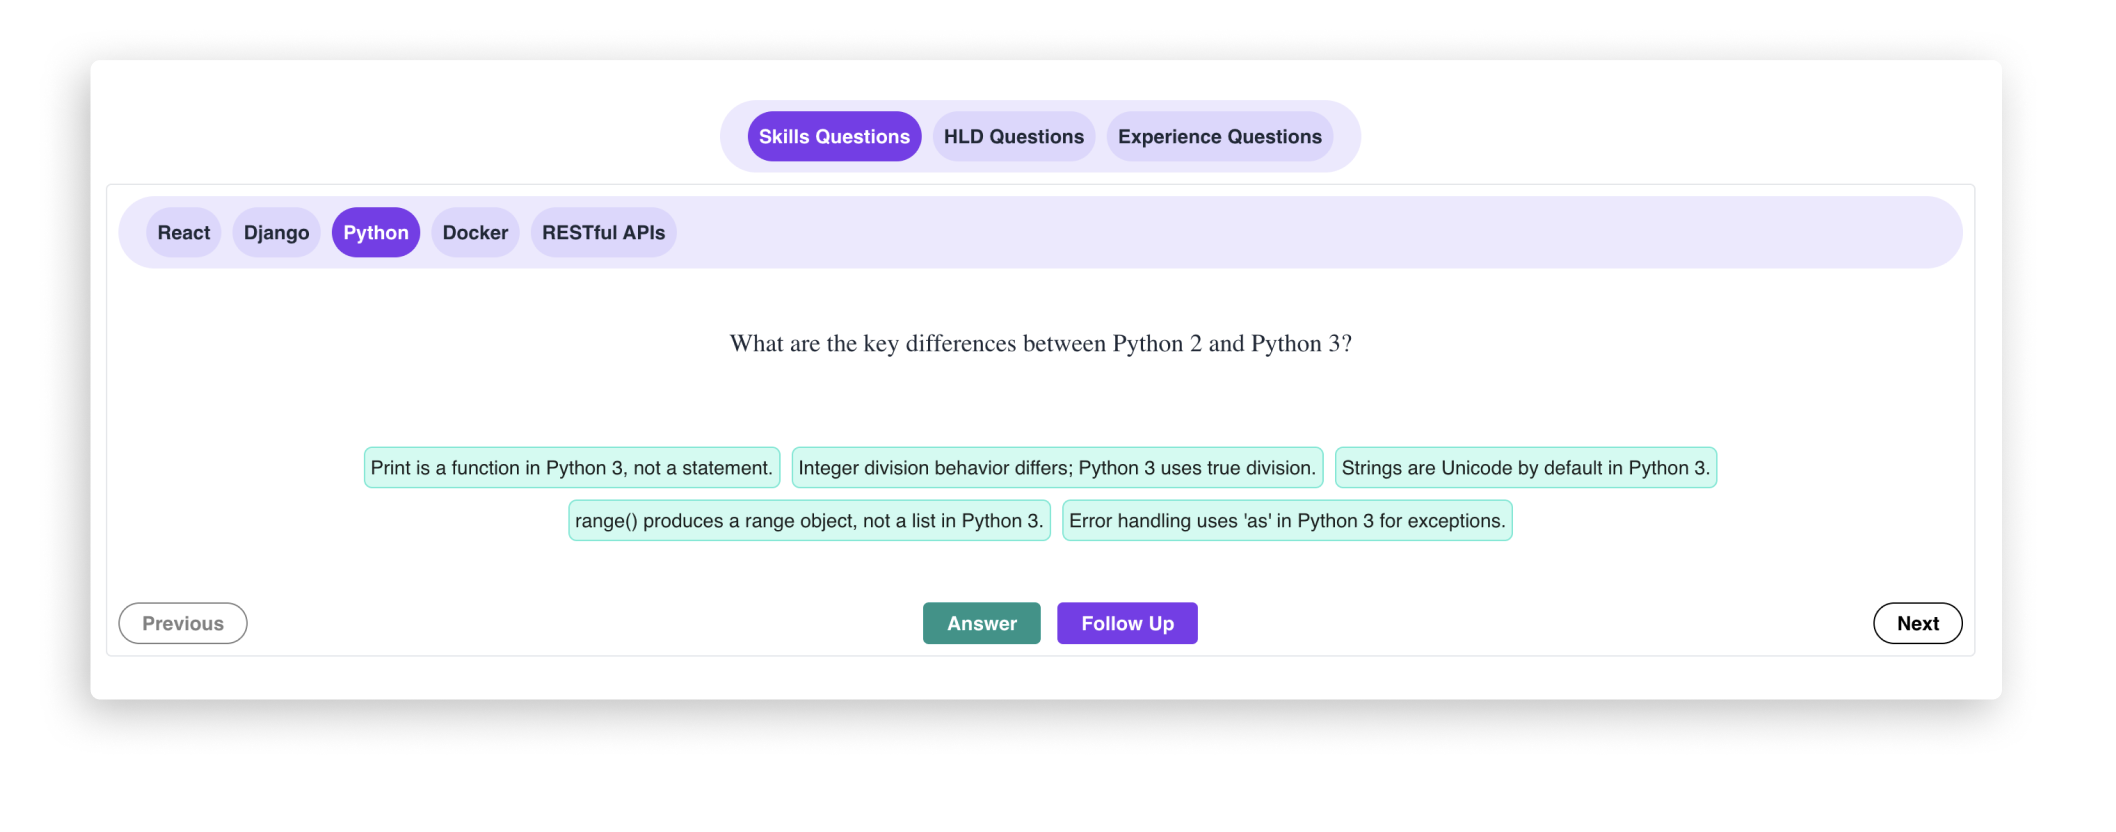 Skills Questions HLD Questions Experience Questions
React Django Python Docker RESTful APIs
What are the key differences between Python 2 and Python 3?
Print is a function in Python 3, not a statement. Integer division behavior differs; Python 3 uses true division. Strings are Unicode by default in Python 3.
range() produces a range object, not a list in Python 3. Error handling uses 'as' in Python 3 for exceptions.
Previous Answer Follow Up Next